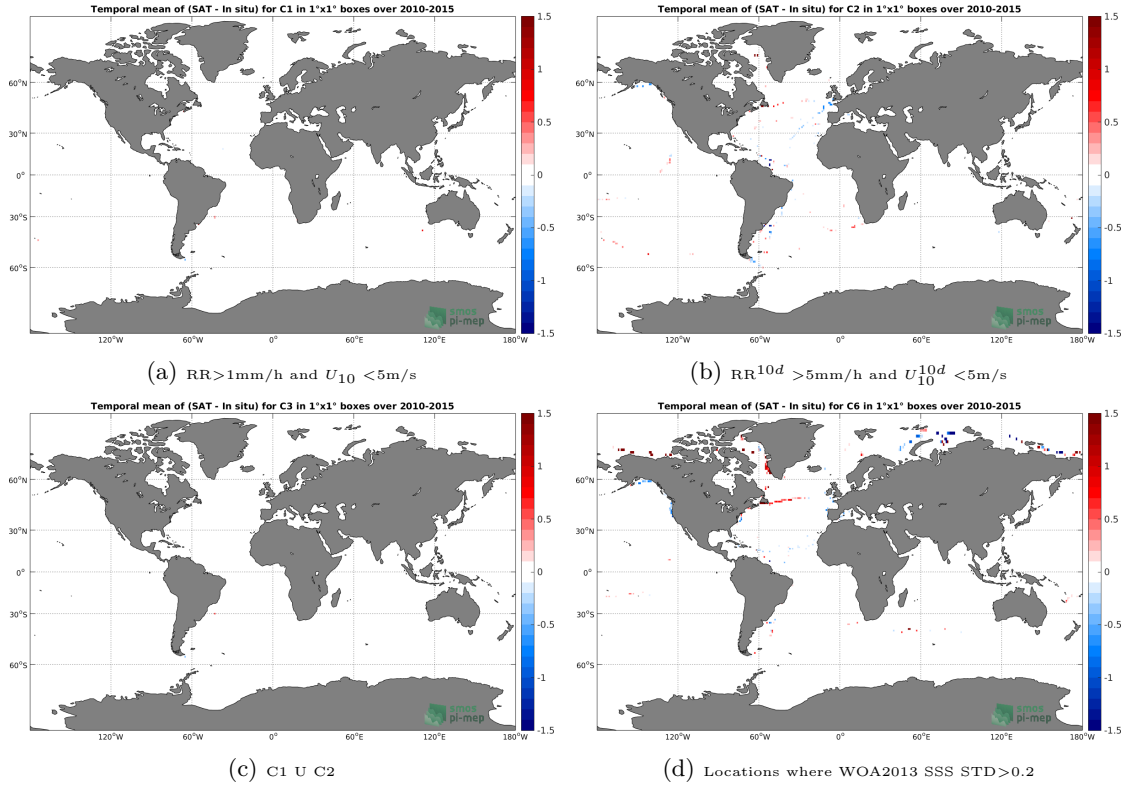 Temporal mean of (SAT - In situ) for C1 in 1°x1° boxes over 2010-2015
1.5
1
0.5
0
-0.5
-1
-1.5
60°N
30°N
0°
30°S
60°S
120°W 60°W 0° 60°E 120°E 180°W
smos
pi-mep
(a) RR>1mm/h and U10 <5m/s
Temporal mean of (SAT - In situ) for C2 in 1°x1° boxes over 2010-2015
1.5
1
0.5
0
-0.5
-1
-1.5
60°N
30°N
0°
30°S
60°S
120°W 60°W 0° 60°E 120°E 180°W
smos
pi-mep
(b) RR^10d >5mm/h and U10^10d <5m/s
Temporal mean of (SAT - In situ) for C3 in 1°x1° boxes over 2010-2015
1.5
1
0.5
0
-0.5
-1
-1.5
60°N
30°N
0°
30°S
60°S
120°W 60°W 0° 60°E 120°E 180°W
smos
pi-mep
(c) C1 U C2
Temporal mean of (SAT - In situ) for C6 in 1°x1° boxes over 2010-2015
1.5
1
0.5
0
-0.5
-1
-1.5
60°N
30°N
0°
30°S
60°S
120°W 60°W 0° 60°E 120°E 180°W
smos
pi-mep
(d) Locations where WOA2013 SSS STD>0.2